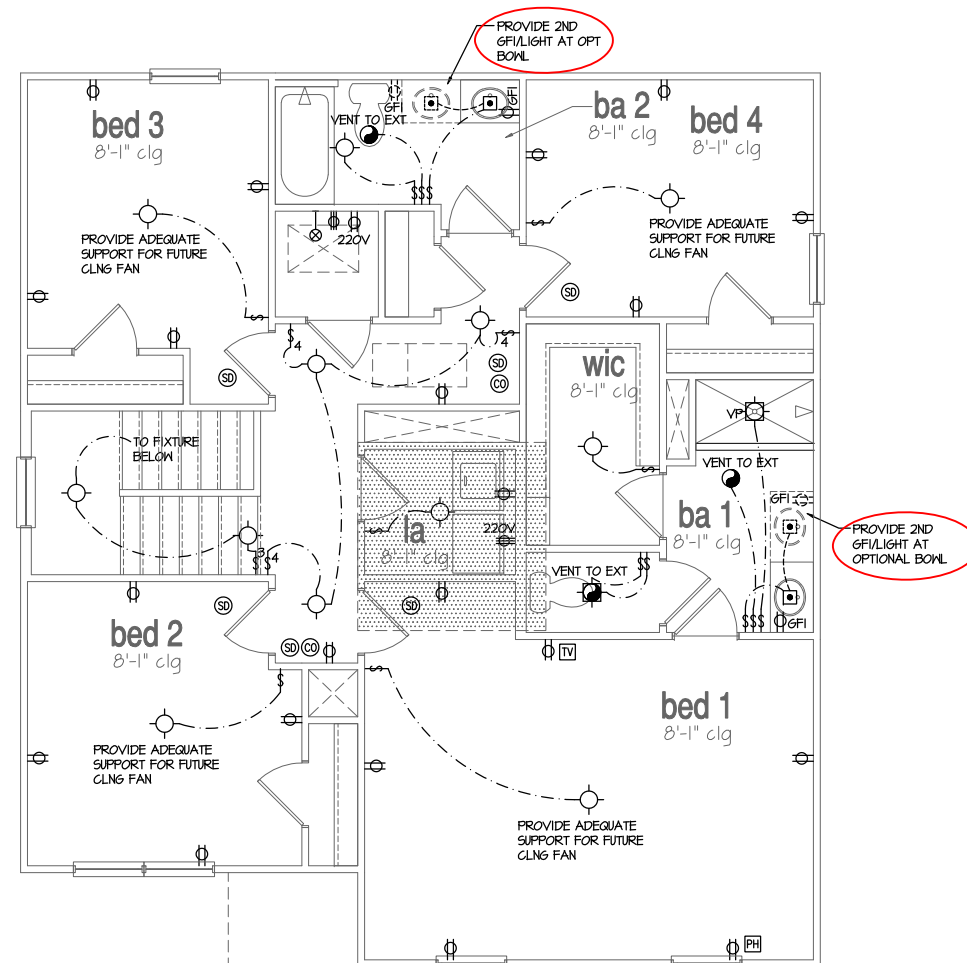 PROVIDE 2ND
GFI/LIGHT AT OPT
BOWL
bed 3
8'-1" clg
GFI
GFI
VENT TO EXT
ba 2
8'-1" clg
bed 4
8'-1" clg
$$$
$
220V
PROVIDE ADEQUATE
SUPPORT FOR FUTURE
CLNG FAN
PROVIDE ADEQUATE
SUPPORT FOR FUTURE
CLNG FAN
SD
$
$
4
$
4
SD
SD
CO
wic
8'-1" clg
VP
TO FIXTURE
BELOW
$
VENT TO EXT
GFI
ba 1
8'-1" clg
PROVIDE 2ND
GFI/LIGHT AT
OPTIONAL BOWL
la
8'-1" clg
$
220V
3
$$
4
VENT TO EXT
$$
$$$
GFI
SD
SD
bed 2
8'-1" clg
SD
CO
TV
$
$
bed 1
8'-1" clg
PROVIDE ADEQUATE
SUPPORT FOR FUTURE
CLNG FAN
PROVIDE ADEQUATE
SUPPORT FOR FUTURE
CLNG FAN
PH